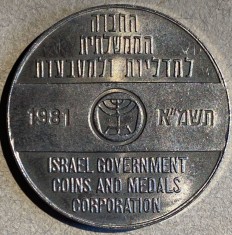 החברה
הממשלתית
למדליות ולמטבעות
1981 תשמ"א
ISRAEL GOVERNMENT
COINS AND MEDALS
CORPORATION